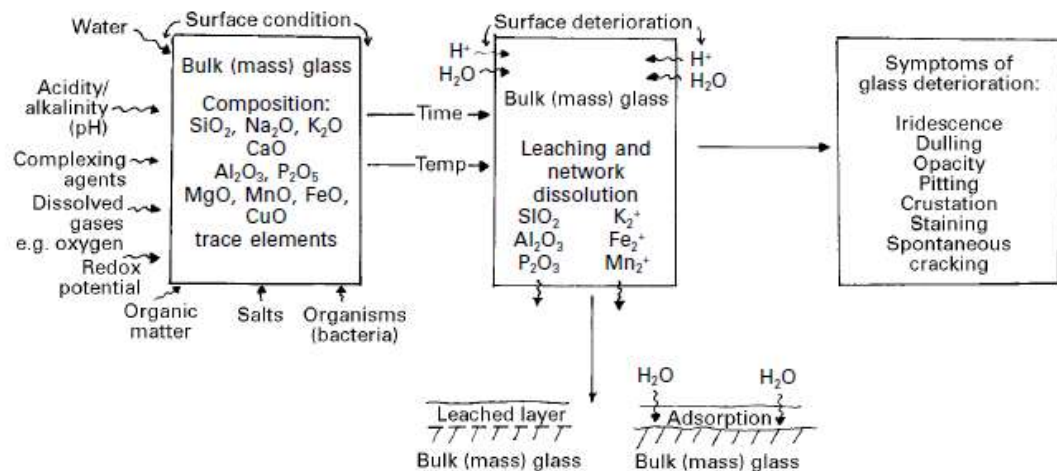 Water
Surface condition
Bulk (mass) glass
Composition:
SiO₂, Na₂O, K₂O
CaO
Al₂O₃, P₂O₅
MgO, MnO, FeO,
CuO
trace elements
Acidity/
alkalinity
(pH)
Complexing
agents
Dissolved
gases
e.g. oxygen
Redox
potential
Organic
matter
Salts
Organisms
(bacteria)
Time
Temp
Surface deterioration
H⁺
H₂O
H⁺
H₂O
Bulk (mass) glass
Leaching and
network
dissolution
SIO₂ K₂⁺
Al₂O₃ Fe₂⁺
P₂O₃ Mn₂⁺
Symptoms of
glass deterioration:
Iridescence
Dulling
Opacity
Pitting
Crustation
Staining
Spontaneous
cracking
Leached layer
Bulk (mass) glass
H₂O H₂O
Adsorption
Bulk (mass) glass